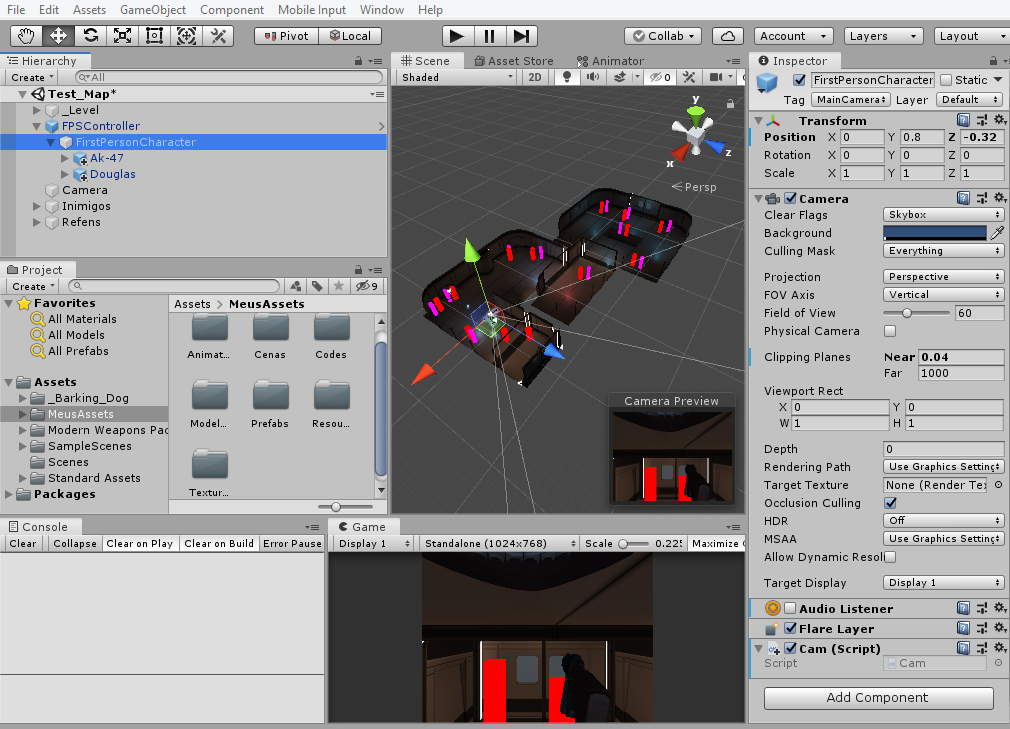 File Edit Assets GameObject Component Mobile Input Window Help
Pivot Local Collab Account Layers Layout
Hierarchy
Create All
Test_Map*
_Level
FPSController
FirstPersonCharacter
Ak-47
Douglas
Camera
Inimigos
Refens
Project
Create
9
Favorites
All Materials
All Models
All Prefabs
Assets
_Barking_Dog
MeusAssets
Modern Weapons Pac
SampleScenes
Scenes
Standard Assets
Packages
Assets > MeusAssets
Animat... Cenas Codes
Model... Prefabs Resou...
Textur...
Scene Asset Store Animator
Shaded 2D 0
y
z
x
Persp
Camera Preview
Console
Clear Collapse Clear on Play Clear on Build Error Pause
Game
Display 1 Standalone (1024x768) Scale 0.225 Maximize
Inspector
FirstPersonCharacter Static
Tag MainCamera Layer Default
Transform
Position X 0 Y 0.8 Z -0.32
Rotation X 0 Y 0 Z 0
Scale X 1 Y 1 Z 1
Camera
Clear Flags Skybox
Background
Culling Mask Everything
Projection Perspective
FOV Axis Vertical
Field of View 60
Physical Camera
Clipping Planes Near 0.04
Far 1000
Viewport Rect
X 0 Y 0
W 1 H 1
Depth 0
Rendering Path Use Graphics Setting
Target Texture None (Render Te
Occlusion Culling
HDR Off
MSAA Use Graphics Setting
Allow Dynamic Resol
Target Display Display 1
Audio Listener
Flare Layer
Cam (Script)
Script Cam
Add Component